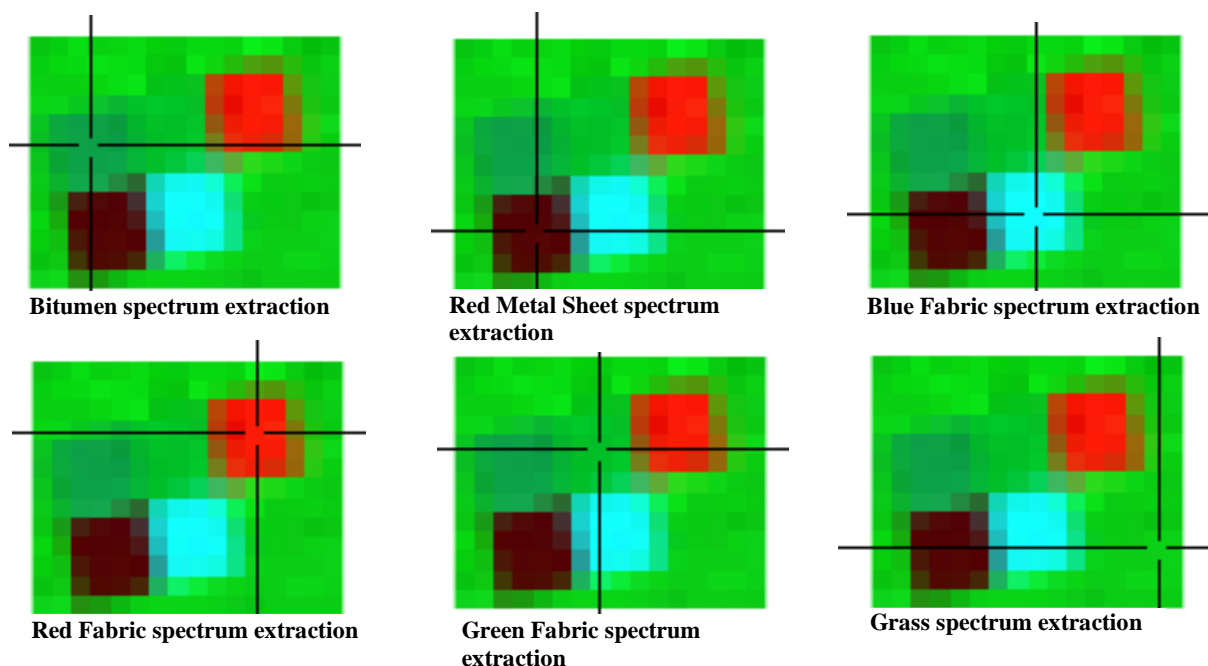 Bitumen spectrum extraction
Red Metal Sheet spectrum
extraction
Blue Fabric spectrum extraction
Red Fabric spectrum extraction
Green Fabric spectrum
extraction
Grass spectrum extraction